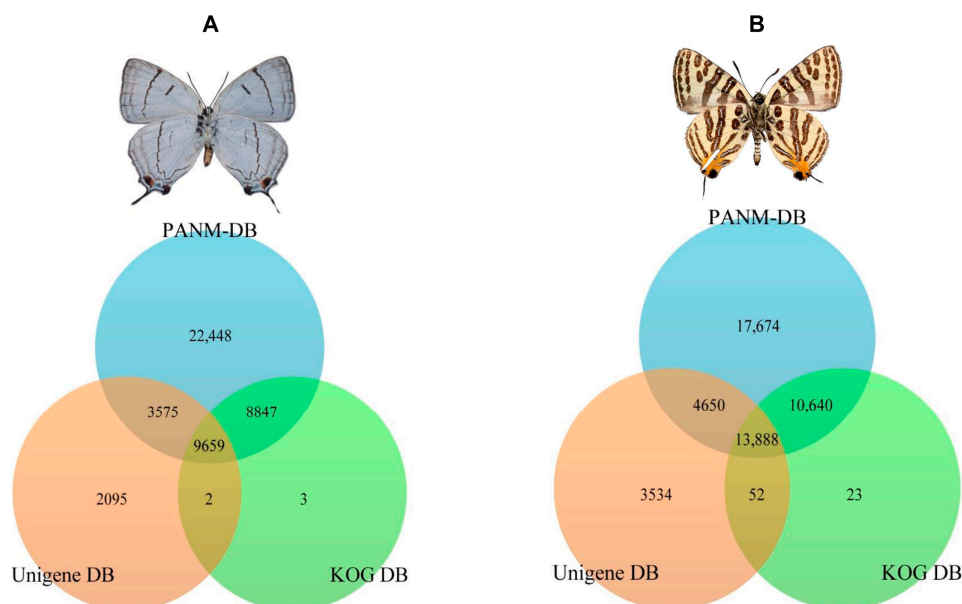 A
B
PANM-DB
22,448
3575
8847
9659
2095
2
3
Unigene DB
KOG DB
PANM-DB
17,674
4650
10,640
13,888
3534
52
23
Unigene DB
KOG DB